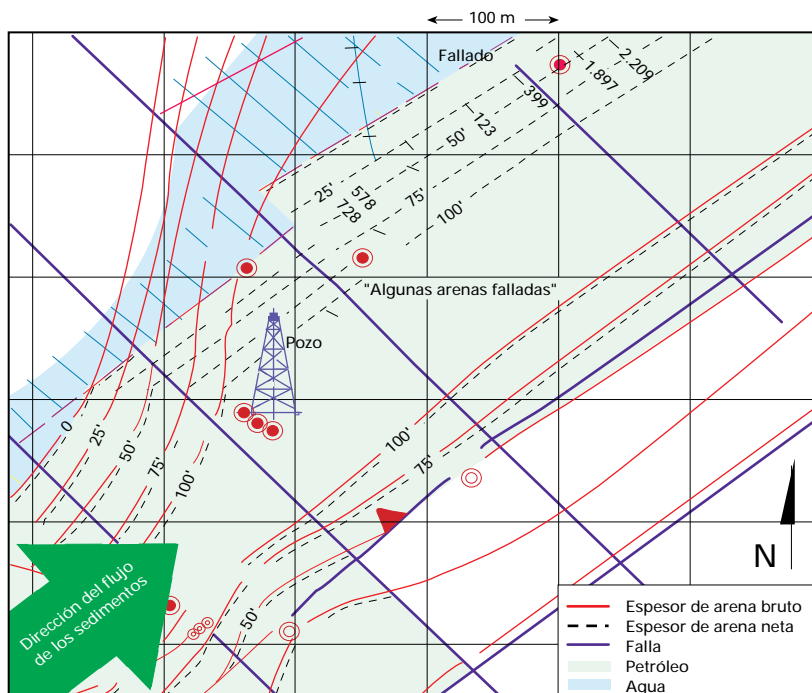 100 m
Fallado
2.209
1.897
399
123
50'
25'
578
728
75'
100'
"Algunas arenas falladas"
Pozo
0
25'
50'
75'
100'
100'
75'
50'
N
Dirección del flujo
de los sedimentos
Espesor de arena bruto
Espesor de arena neta
Falla
Petróleo
Agua